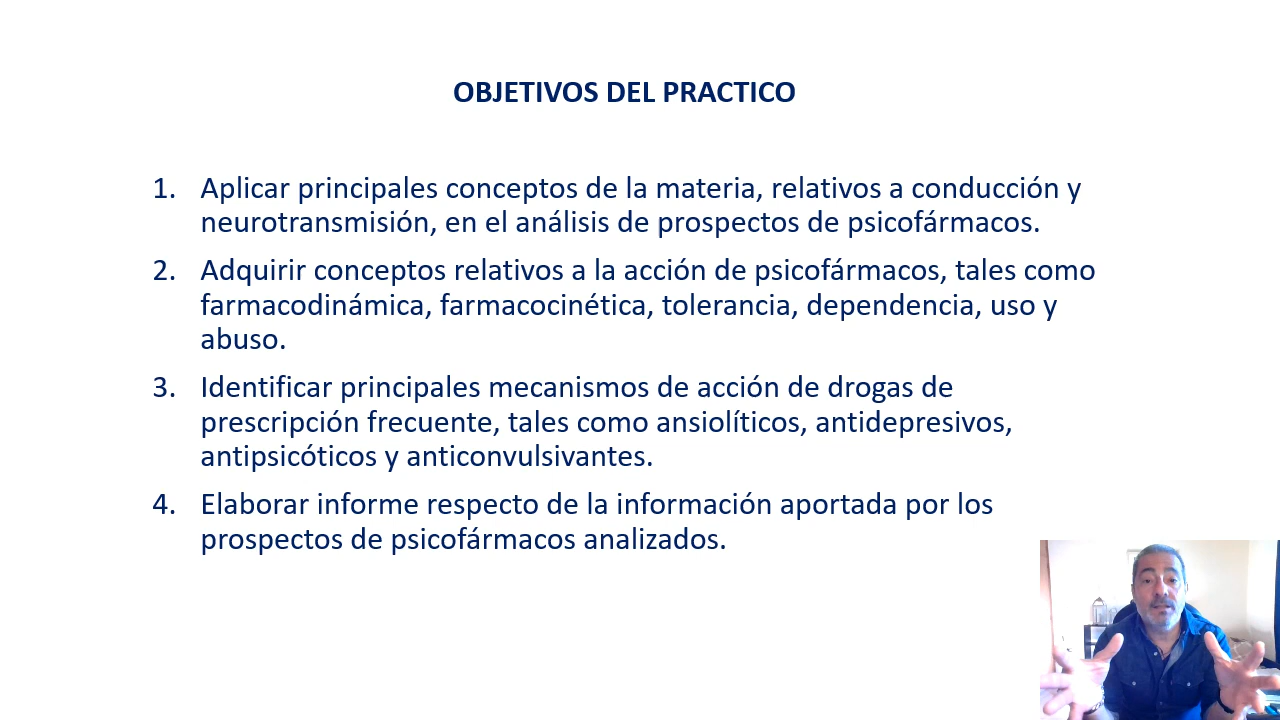 OBJETIVOS DEL PRACTICO
1. Aplicar principales conceptos de la materia, relativos a conducción y
neurotransmisión, en el análisis de prospectos de psicofármacos.
2. Adquirir conceptos relativos a la acción de psicofármacos, tales como
farmacodinámica, farmacocinética, tolerancia, dependencia, uso y
abuso.
3. Identificar principales mecanismos de acción de drogas de
prescripción frecuente, tales como ansiolíticos, antidepresivos,
antipsicóticos y anticonvulsivantes.
4. Elaborar informe respecto de la información aportada por los
prospectos de psicofármacos analizados.